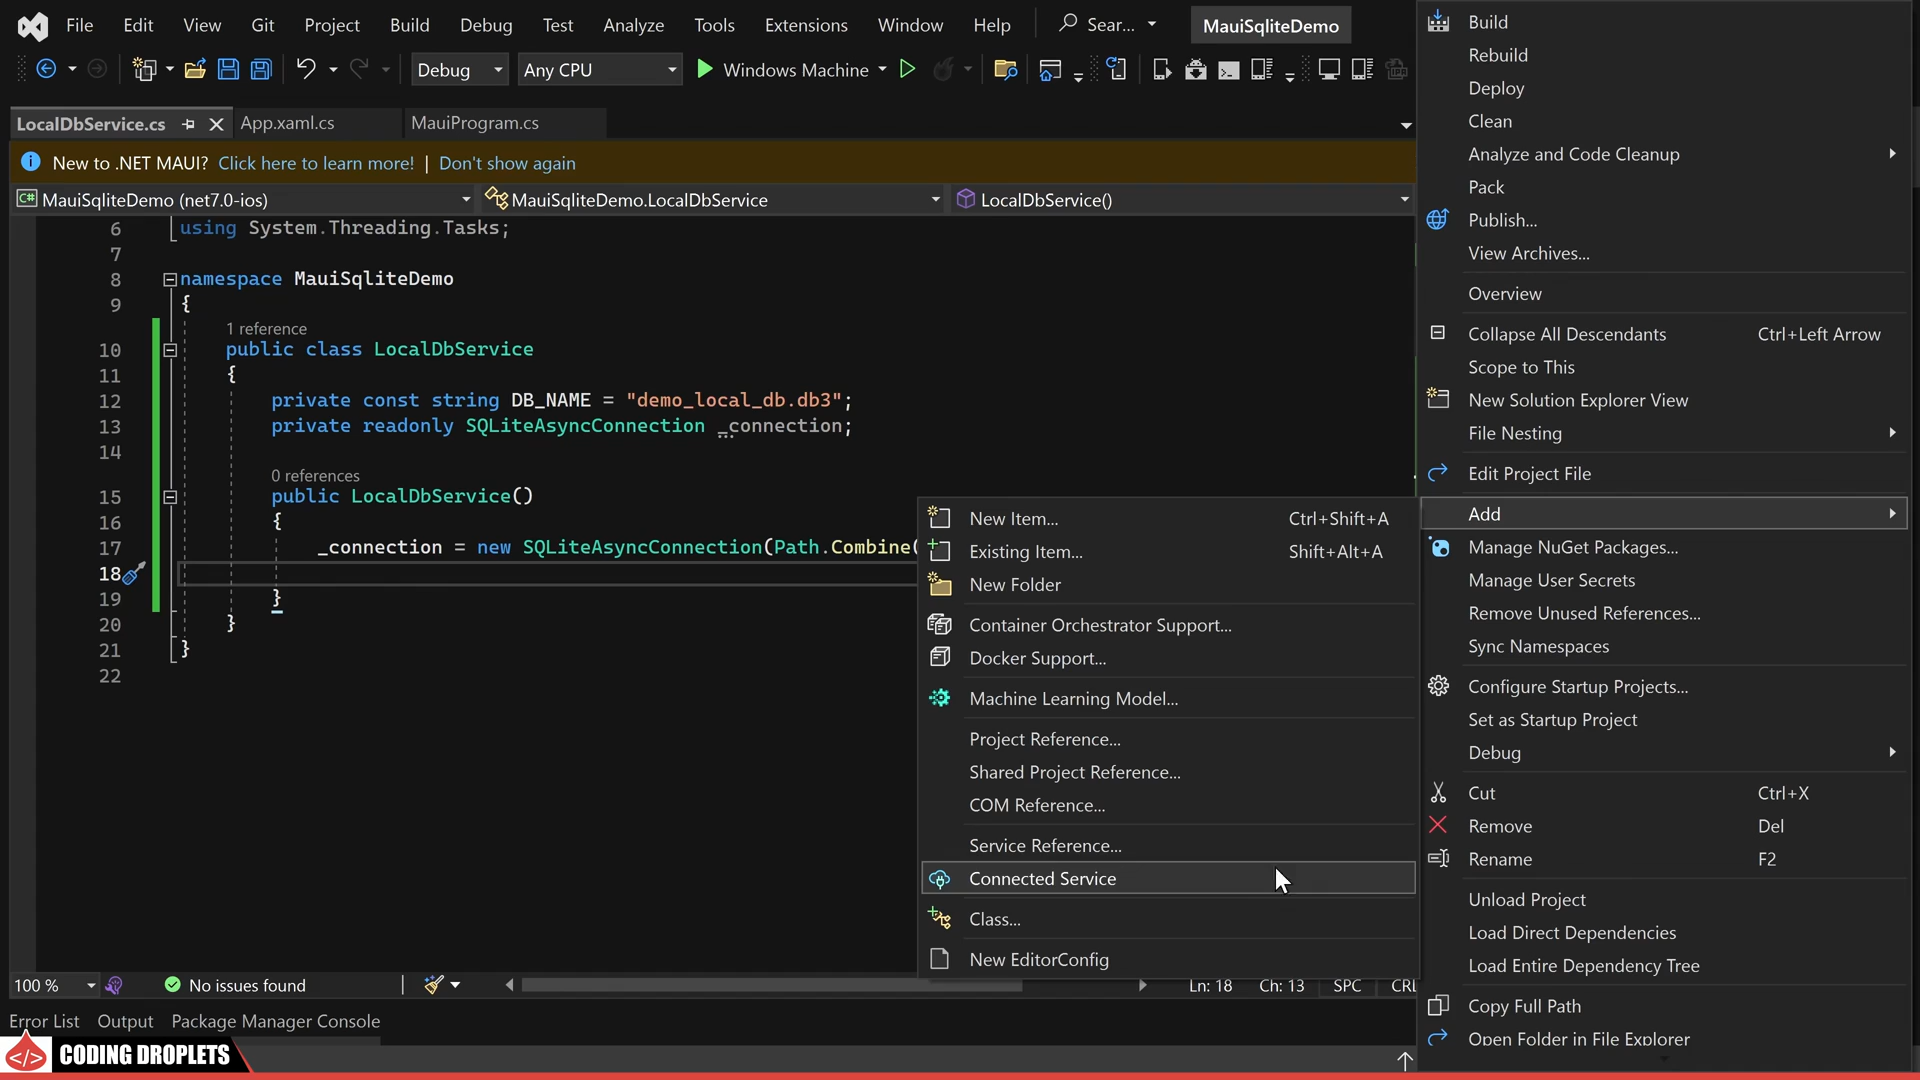 File Edit View Git Project Build Debug Test Analyze Tools Extensions Window Help Sear... MauiSqliteDemo
Debug Any CPU Windows Machine
LocalDbService.cs App.xaml.cs MauiProgram.cs
New to .NET MAUI? Click here to learn more! | Don't show again
C# MauiSqliteDemo (net7.0-ios) MauiSqliteDemo.LocalDbService LocalDbService()
6 using System.Threading.Tasks;
7
8 namespace MauiSqliteDemo
9 {
1 reference
10 public class LocalDbService
11 {
12 private const string DB_NAME = "demo_local_db.db3";
13 private readonly SQLiteAsyncConnection _connection;
14
0 references
15 public LocalDbService()
16 {
17 _connection = new SQLiteAsyncConnection(Path.Combine(
18
19 }
20 }
21 }
22
New Item... Ctrl+Shift+A
Existing Item... Shift+Alt+A
New Folder
Container Orchestrator Support...
Docker Support...
Machine Learning Model...
Project Reference...
Shared Project Reference...
COM Reference...
Service Reference...
Connected Service
Class...
New EditorConfig
Build
Rebuild
Deploy
Clean
Analyze and Code Cleanup
Pack
Publish...
View Archives...
Overview
Collapse All Descendants Ctrl+Left Arrow
Scope to This
New Solution Explorer View
File Nesting
Edit Project File
Add
Manage NuGet Packages...
Manage User Secrets
Remove Unused References...
Sync Namespaces
Configure Startup Projects...
Set as Startup Project
Debug
Cut Ctrl+X
Remove Del
Rename F2
Unload Project
Load Direct Dependencies
Load Entire Dependency Tree
Copy Full Path
Open Folder in File Explorer
100 % No issues found Ln: 18 Ch: 13 SPC CRL
Error List Output Package Manager Console
</> CODING DROPLETS